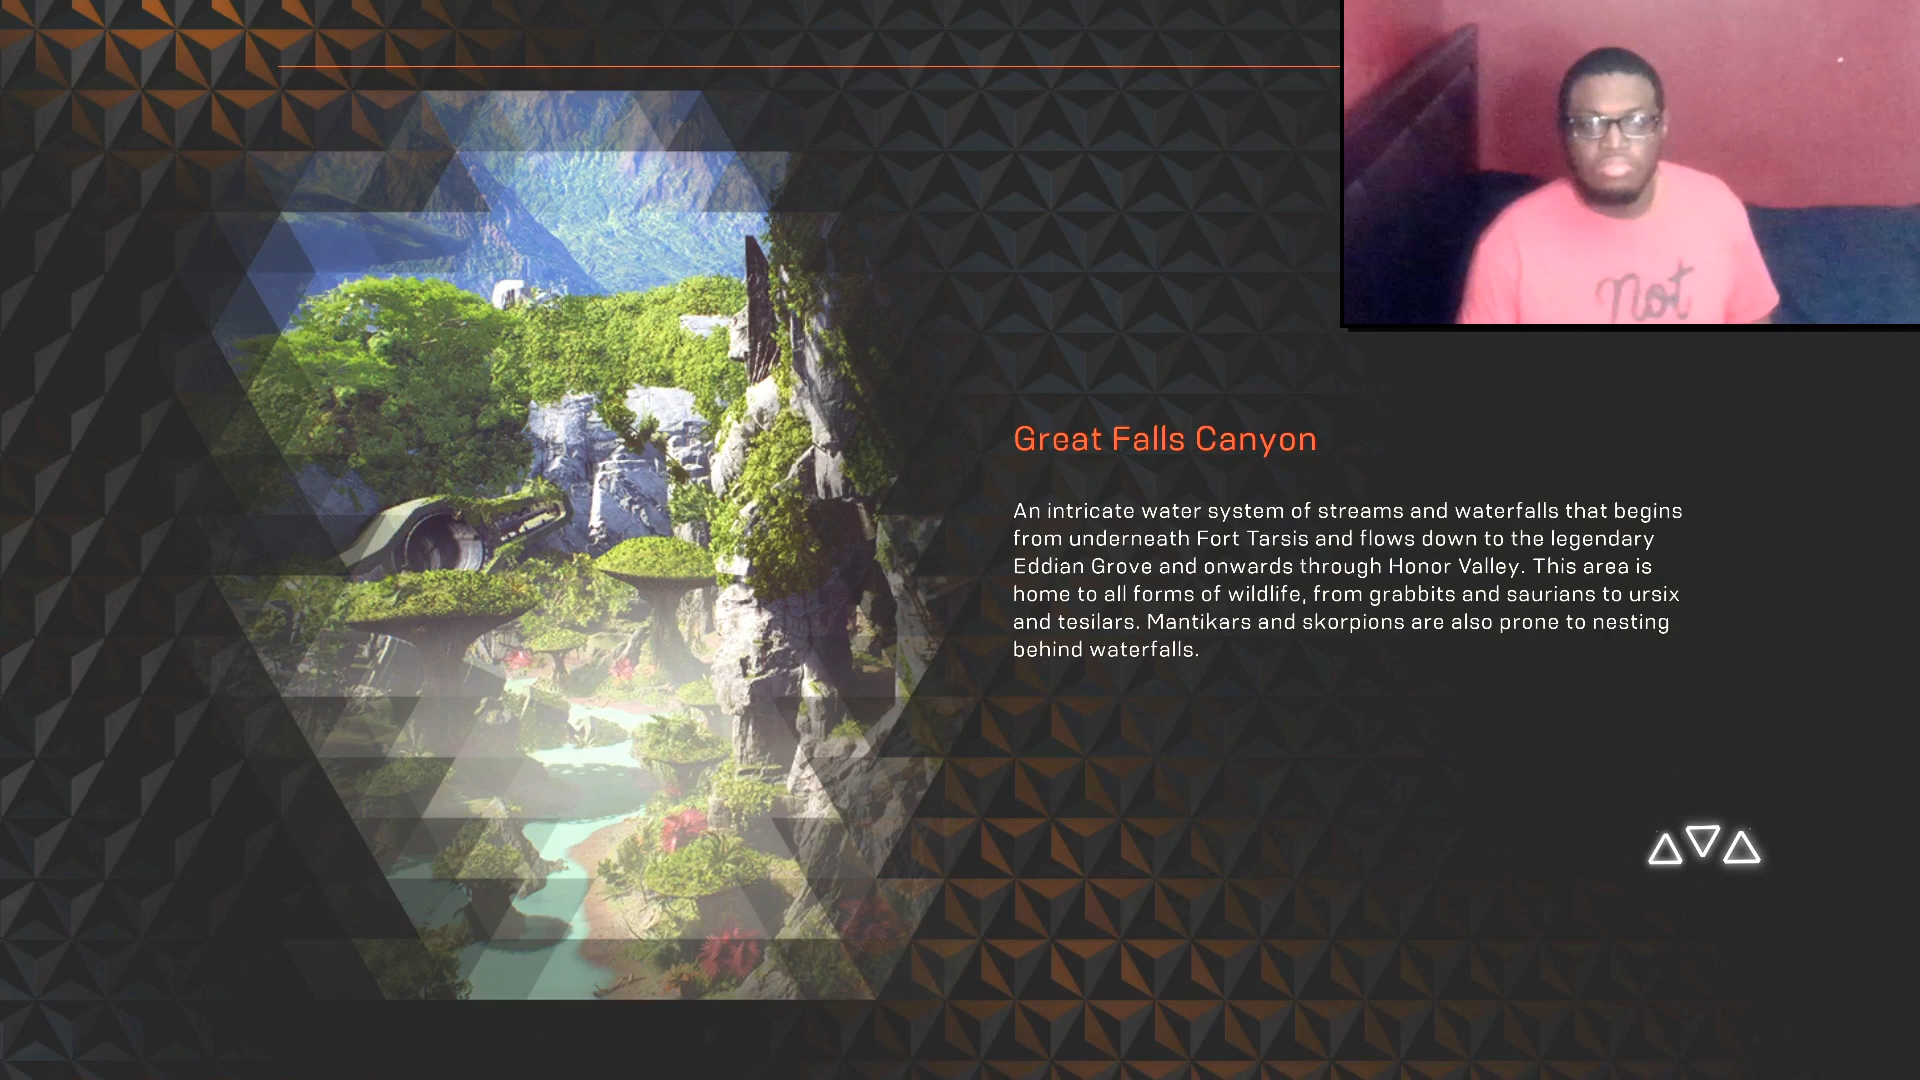 not
Great Falls Canyon
An intricate water system of streams and waterfalls that begins
from underneath Fort Tarsis and flows down to the legendary
Eddian Grove and onwards through Honor Valley. This area is
home to all forms of wildlife, from grabbits and saurians to ursix
and tesilars. Mantikars and skorpions are also prone to nesting
behind waterfalls.